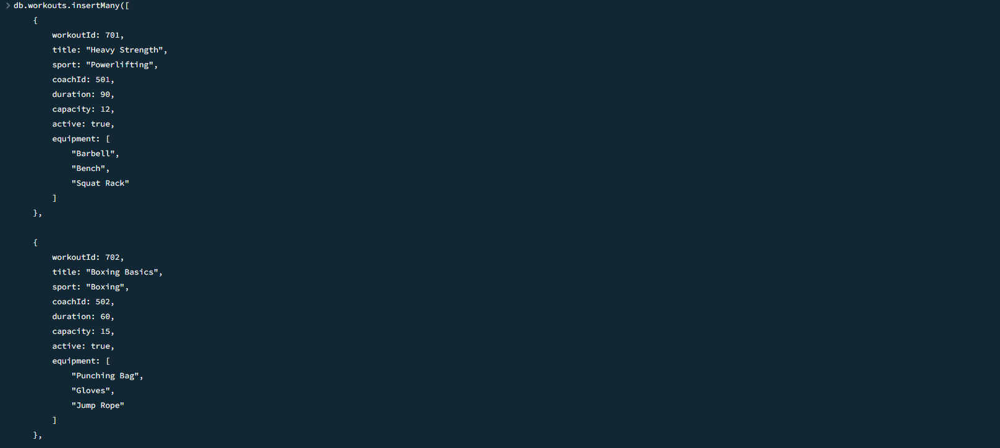 db.workouts.insertMany([
{
workoutId: 701,
title: "Heavy Strength",
sport: "Powerlifting",
coachId: 501,
duration: 90,
capacity: 12,
active: true,
equipment: [
"Barbell",
"Bench",
"Squat Rack"
]
},
{
workoutId: 702,
title: "Boxing Basics",
sport: "Boxing",
coachId: 502,
duration: 60,
capacity: 15,
active: true,
equipment: [
"Punching Bag",
"Gloves",
"Jump Rope"
]
},